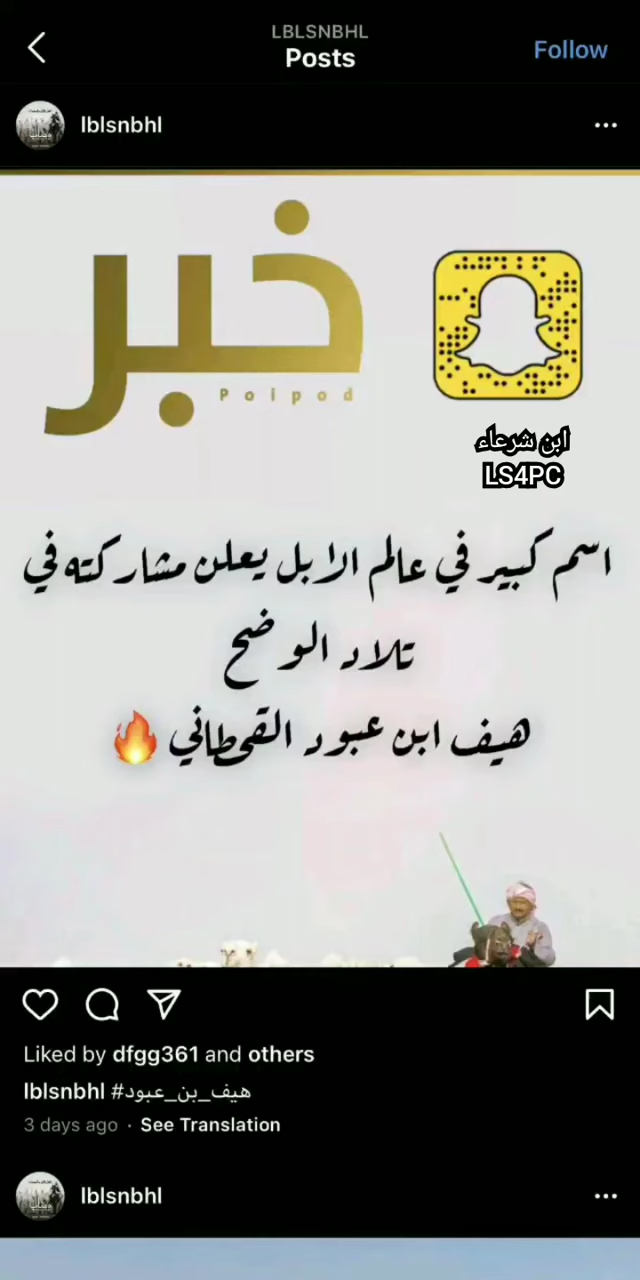 LBLSNBHL
Posts
Follow
lblsnbhl
خبر
Poipod
ابن شرعاء
LS4PC
اسم كبير في عالم الابل يعلن مشاركته في
تلاد الوضح
هيف ابن عبود القحطاني 🔥
Liked by dfgg361 and others
lblsnbhl #هيف_بن_عبود
3 days ago · See Translation
lblsnbhl